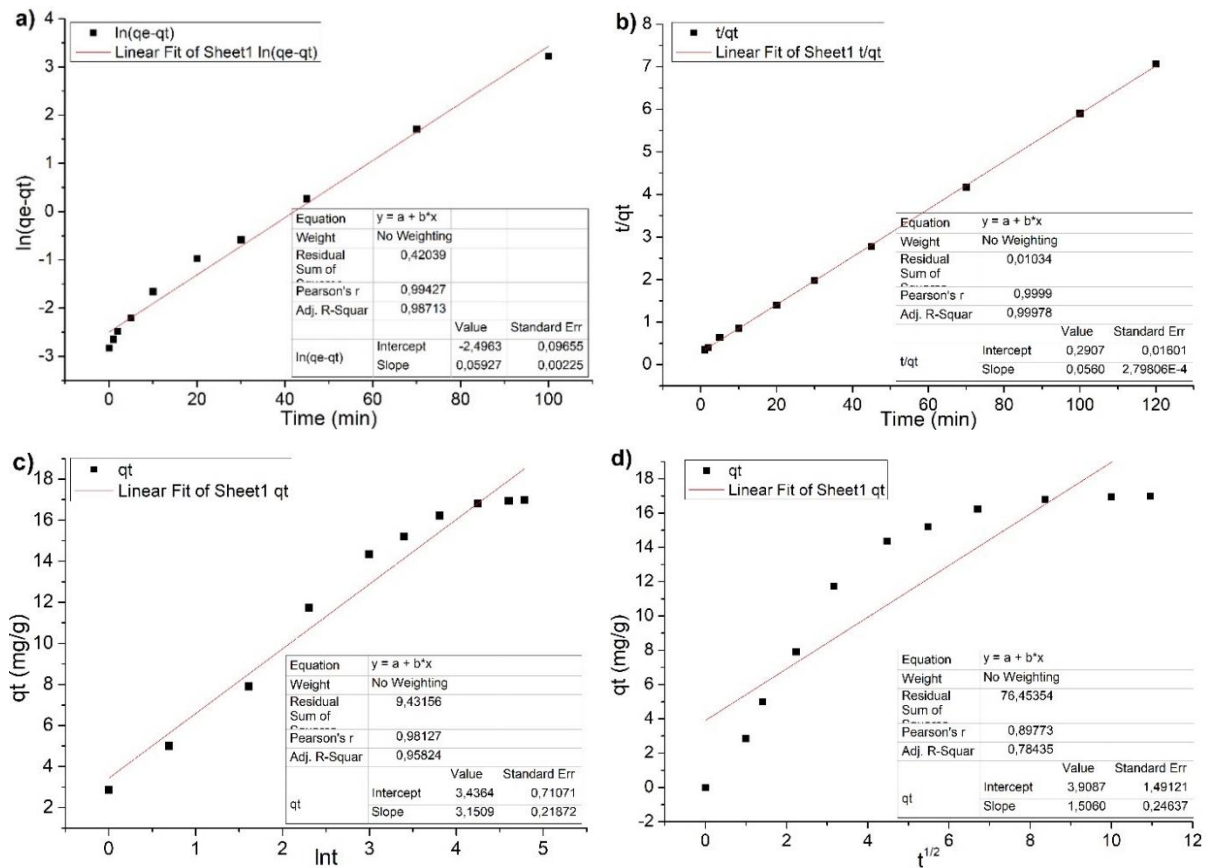 a)
ln(qe-qt)
Linear Fit of Sheet1 ln(qe-qt)
4
3
2
1
0
-1
-2
-3
ln(qe-qt)
Equation y = a + b*x
Weight No Weighting
Residual 0,42039
Sum of
Pearson's r 0,99427
Adj. R-Squar 0,98713
Value Standard Err
ln(qe-qt) Intercept -2,4963 0,09655
Slope 0,05927 0,00225
0 20 40 60 80 100
Time (min)
b)
t/qt
Linear Fit of Sheet1 t/qt
8
7
6
5
4
3
2
1
0
t/qt
Equation y = a + b*x
Weight No Weighting
Residual 0,01034
Sum of
Pearson's r 0,9999
Adj. R-Squar 0,99978
Value Standard Err
t/qt Intercept 0,2907 0,01601
Slope 0,0560 2,79806E-4
0 20 40 60 80 100 120
Time (min)
c)
qt
Linear Fit of Sheet1 qt
18
16
14
12
10
8
6
4
2
qt (mg/g)
Equation y = a + b*x
Weight No Weighting
Residual 9,43156
Sum of
Pearson's r 0,98127
Adj. R-Squar 0,95824
Value Standard Err
qt Intercept 3,4364 0,71071
Slope 3,1509 0,21872
0 1 2 3 4 5
lnt
d)
qt
Linear Fit of Sheet1 qt
18
16
14
12
10
8
6
4
2
0
-2
qt (mg/g)
Equation y = a + b*x
Weight No Weighting
Residual 76,45354
Sum of
Pearson's r 0,89773
Adj. R-Squar 0,78435
Value Standard Err
qt Intercept 3,9087 1,49121
Slope 1,5060 0,24637
0 2 4 6 8 10 12
t^1/2